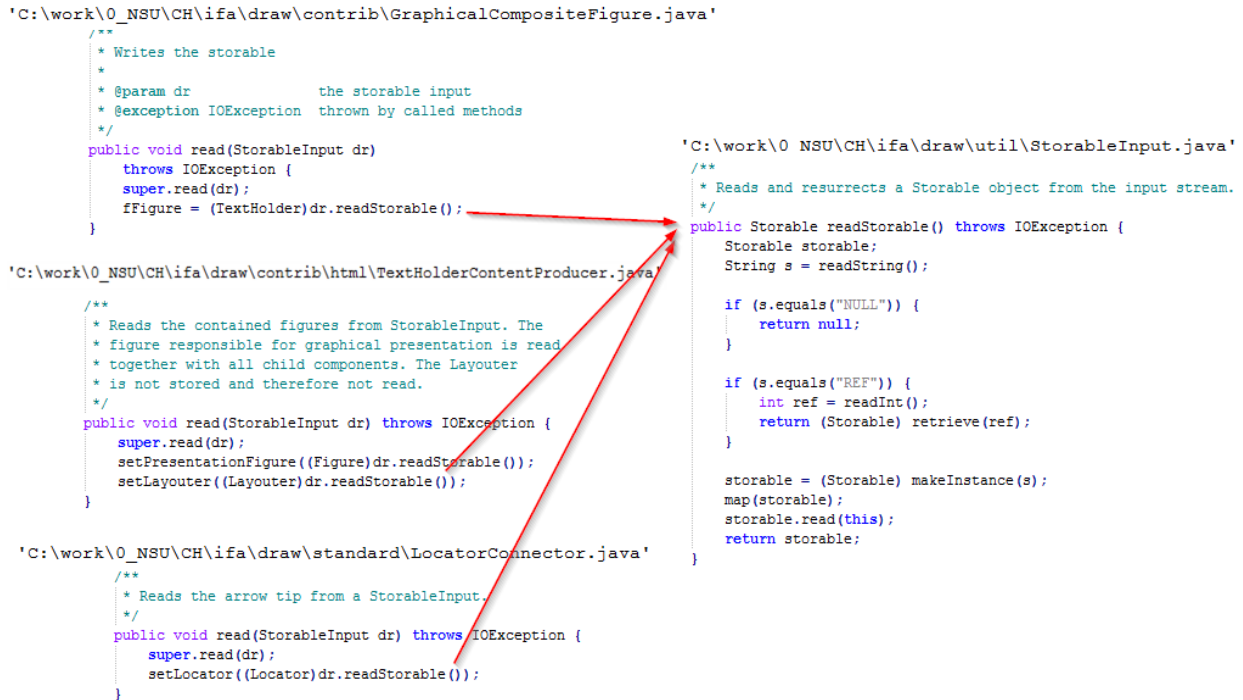 'C:\work\0_NSU\CH\ifa\draw\contrib\GraphicalCompositeFigure.java'
/**
 * Writes the storable
 *
 * @param dr               the storable input
 * @exception IOException  thrown by called methods
 */
public void read(StorableInput dr)
    throws IOException {
    super.read(dr);
    fFigure = (TextHolder)dr.readStorable();
}
'C:\work\0_NSU\CH\ifa\draw\contrib\html\TextHolderContentProducer.java'
/**
 * Reads the contained figures from StorableInput. The
 * figure responsible for graphical presentation is read
 * together with all child components. The Layouter
 * is not stored and therefore not read.
 */
public void read(StorableInput dr) throws IOException {
    super.read(dr);
    setPresentationFigure((Figure)dr.readStorable());
    setLayouter((Layouter)dr.readStorable());
}
'C:\work\0_NSU\CH\ifa\draw\standard\LocatorConnector.java'
/**
 * Reads the arrow tip from a StorableInput.
 */
public void read(StorableInput dr) throws IOException {
    super.read(dr);
    setLocator((Locator)dr.readStorable());
}
'C:\work\0 NSU\CH\ifa\draw\util\StorableInput.java'
/**
 * Reads and resurrects a Storable object from the input stream.
 */
public Storable readStorable() throws IOException {
    Storable storable;
    String s = readString();
    if (s.equals("NULL")) {
        return null;
    }
    if (s.equals("REF")) {
        int ref = readInt();
        return (Storable) retrieve(ref);
    }
    storable = (Storable) makeInstance(s);
    map(storable);
    storable.read(this);
    return storable;
}